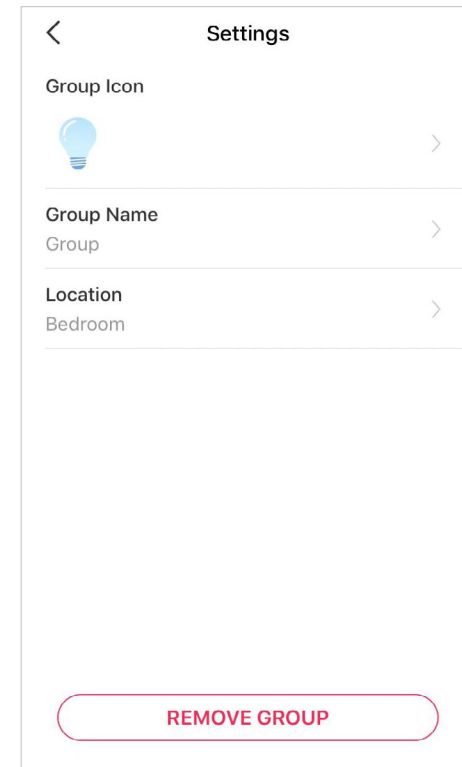 Settings
Group Icon
Group Name
Group
Location
Bedroom
REMOVE GROUP